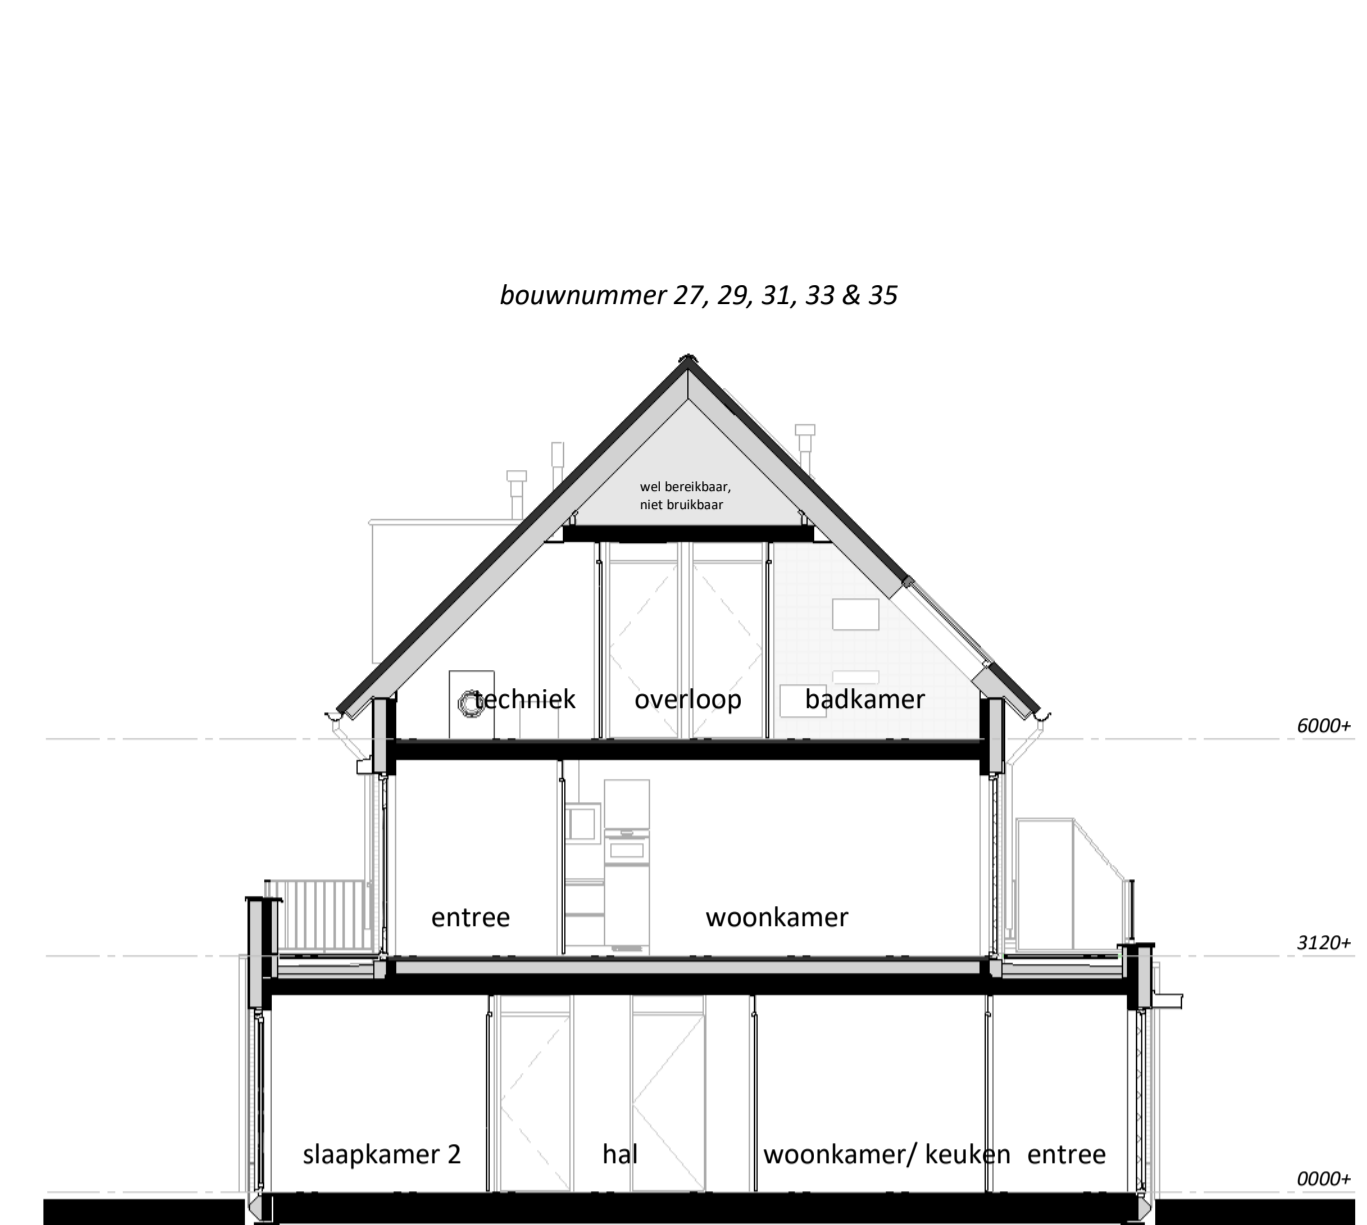 bouwnummer 27, 29, 31, 33 & 35
wel bereikbaar,
niet bruikbaar
techniek overloop badkamer
6000+
entree woonkamer
3120+
slaapkamer 2 hal woonkamer/ keuken entree
0000+